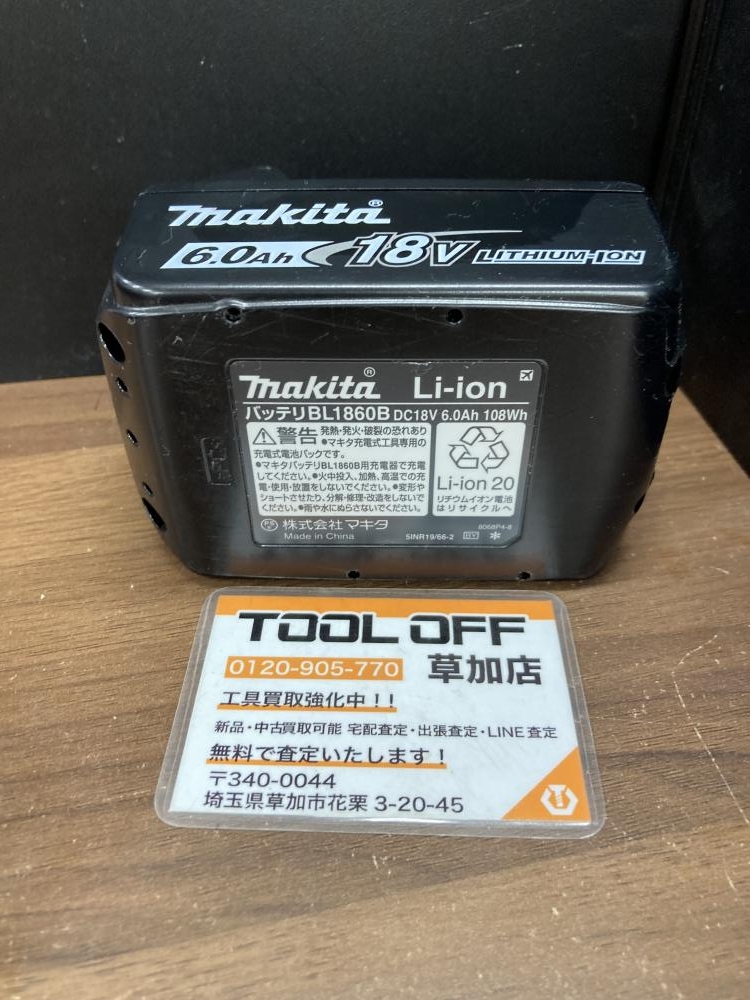 makita®
6.0Ah 18V LITHIUM-ION
makita® Li-ion
バッテリBL1860B DC18V 6.0Ah 108Wh
警告 発熱・発火・破裂の恐れあり
●マキタ充電式工具専用の
充電式電池パックです。
●マキタバッテリBL1860B用充電器で充電
してください。●火中投入、加熱、高温での充
電・使用・放置をしないでください。●変形や
ショートさせたり、分解・修理・改造をしないで
ください。●雨や水にぬらさないでください。
Li-ion 20
リチウムイオン電池
はリサイクルへ
PSE 株式会社 マキタ
Made in China
5INR19/66-2 BY
8068P4-8
TOOL OFF
0120-905-770 草加店
工具買取強化中!!
新品・中古買取可能 宅配査定・出張査定・LINE査定
無料で査定いたします!
〒340-0044
埼玉県草加市花栗 3-20-45